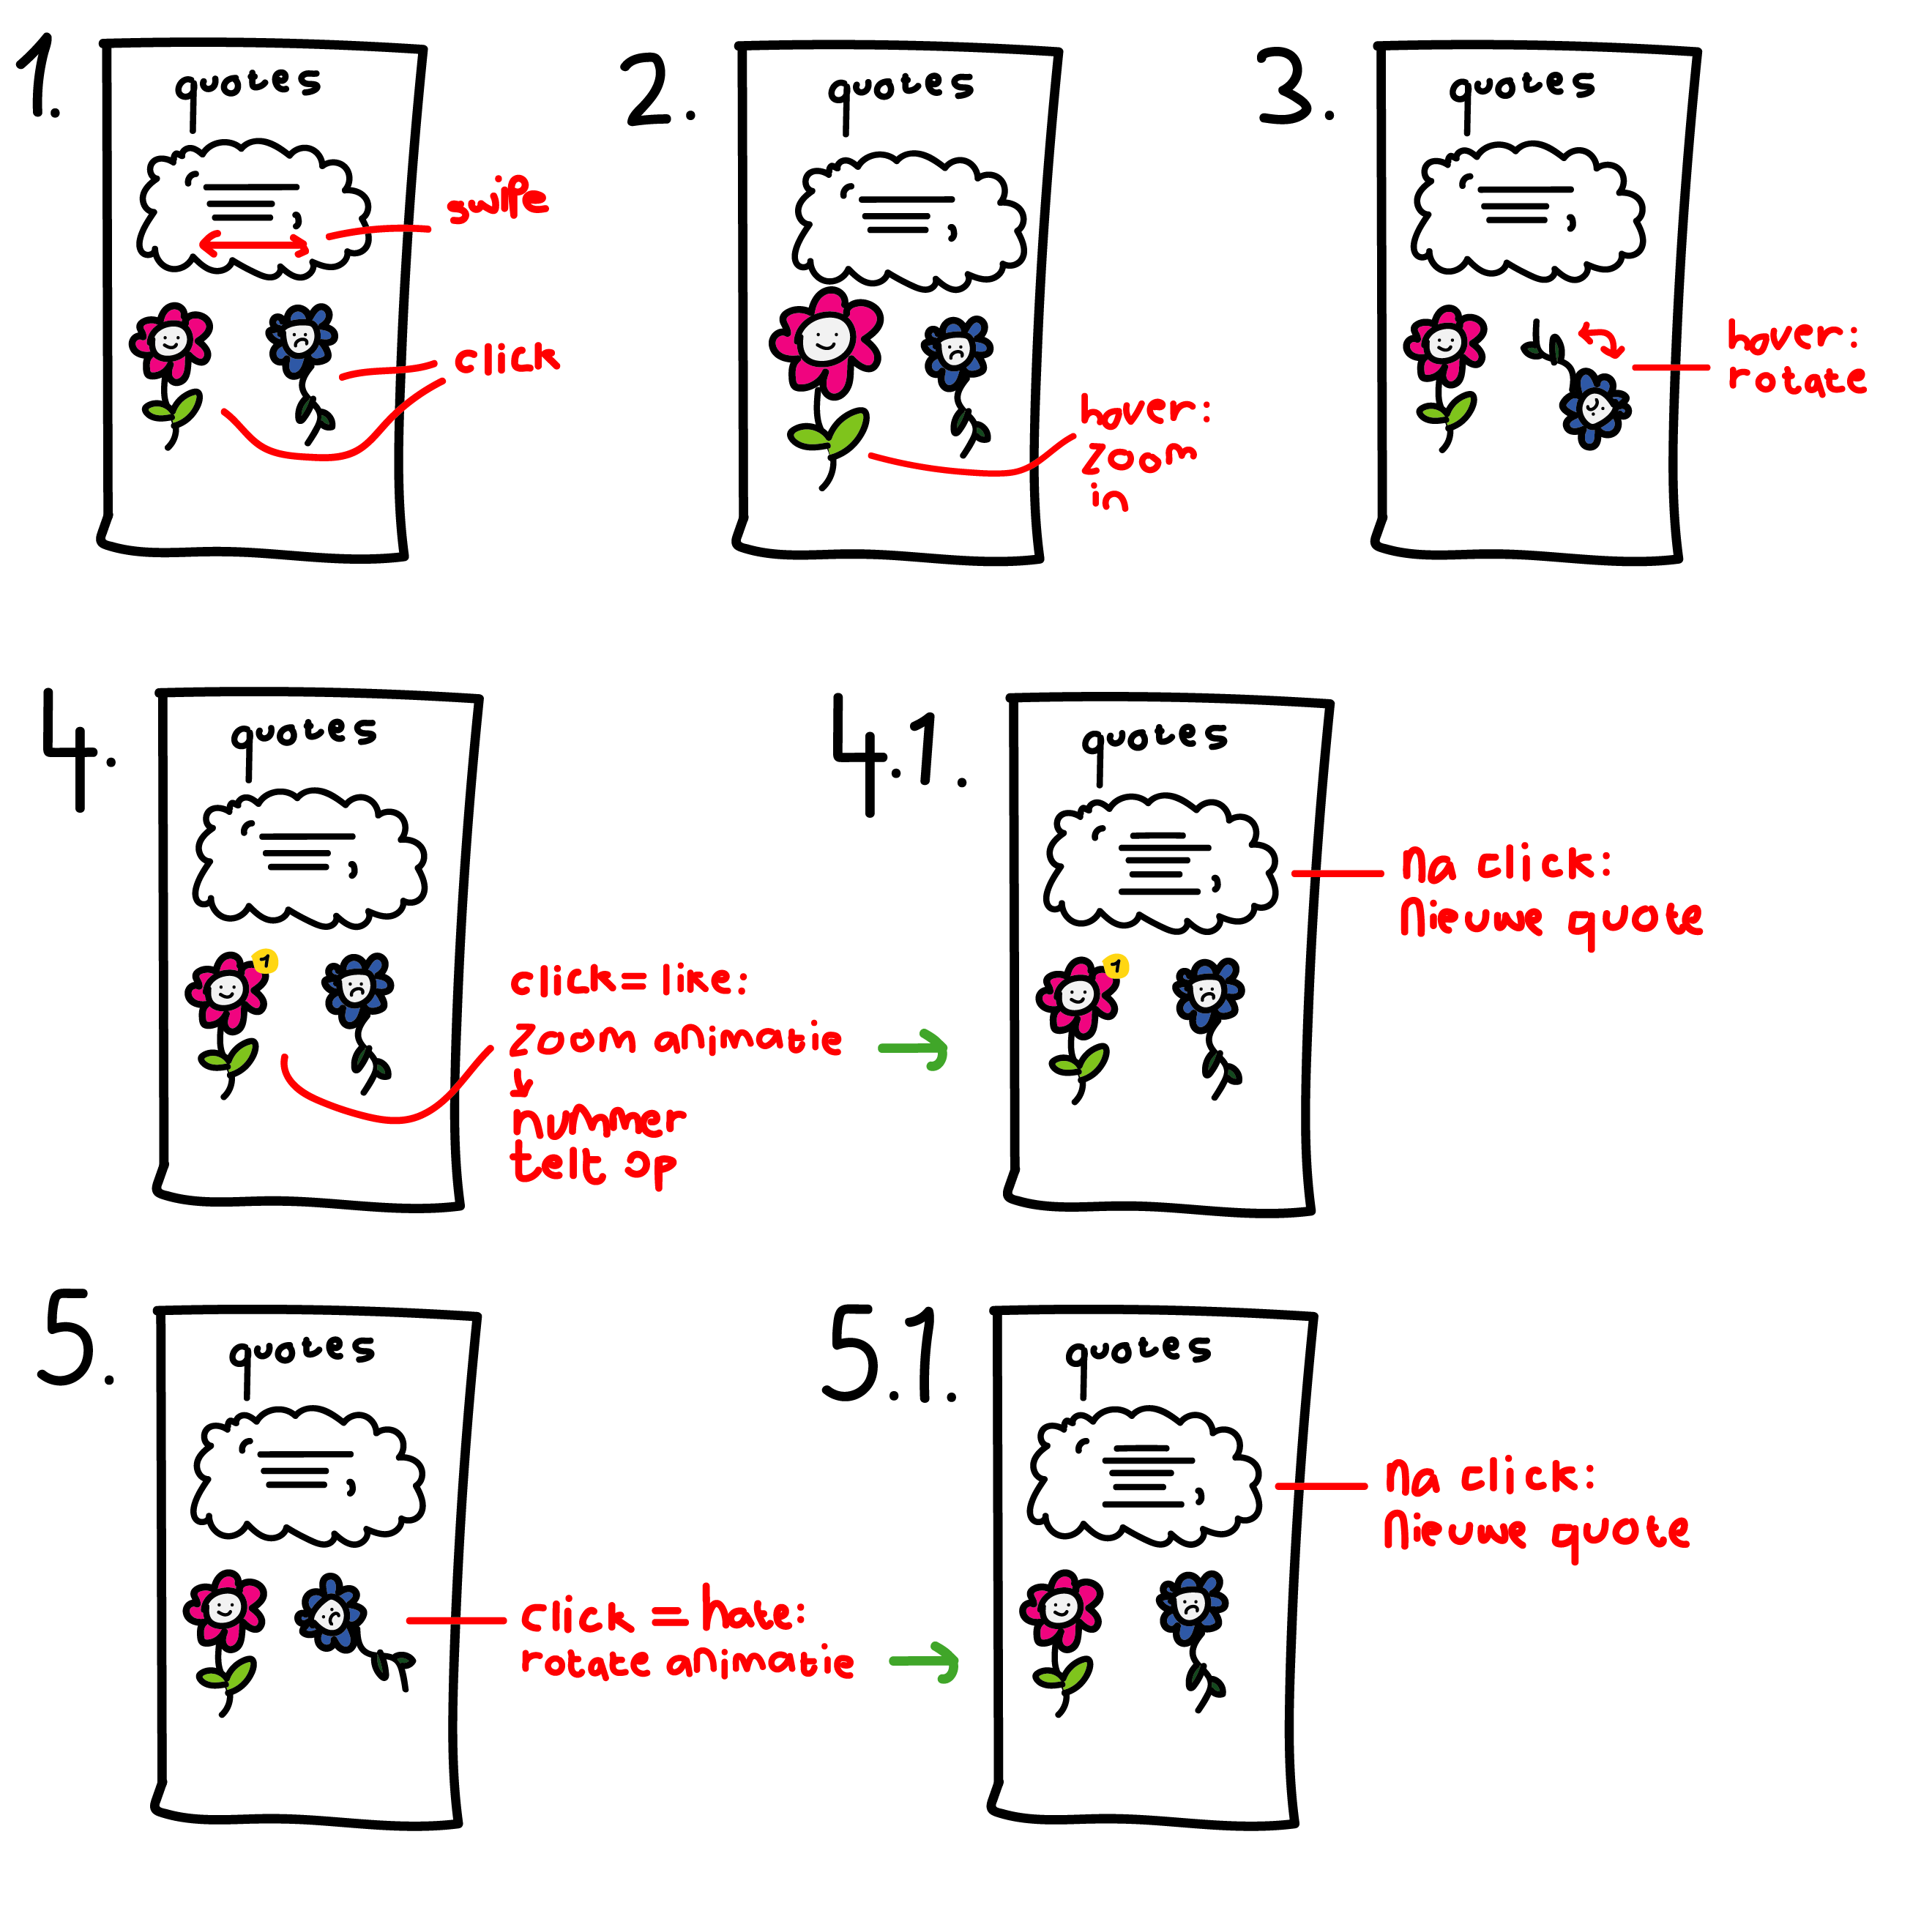 1.
quotes
swipe
click
2.
quotes
hover:
zoom
in
3.
quotes
hover:
rotate
4.
quotes
1
click = like:
zoom animatie
nummer
telt op
4.1.
quotes
1
na click:
Nieuwe quote
5.
quotes
click = hate:
rotate animatie
5.1.
quotes
na click:
Nieuwe quote